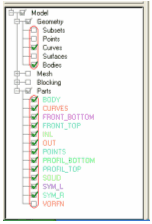 Model
Geometry
Subsets
Points
Curves
Surfaces
Bodies
Mesh
Blocking
Parts
BODY
CURVES
FRONT_BOTTOM
FRONT_TOP
INL
OUT
POINTS
PROFIL_BOTTOM
PROFIL_TOP
SOLID
SYM_L
SYM_R
VORFN